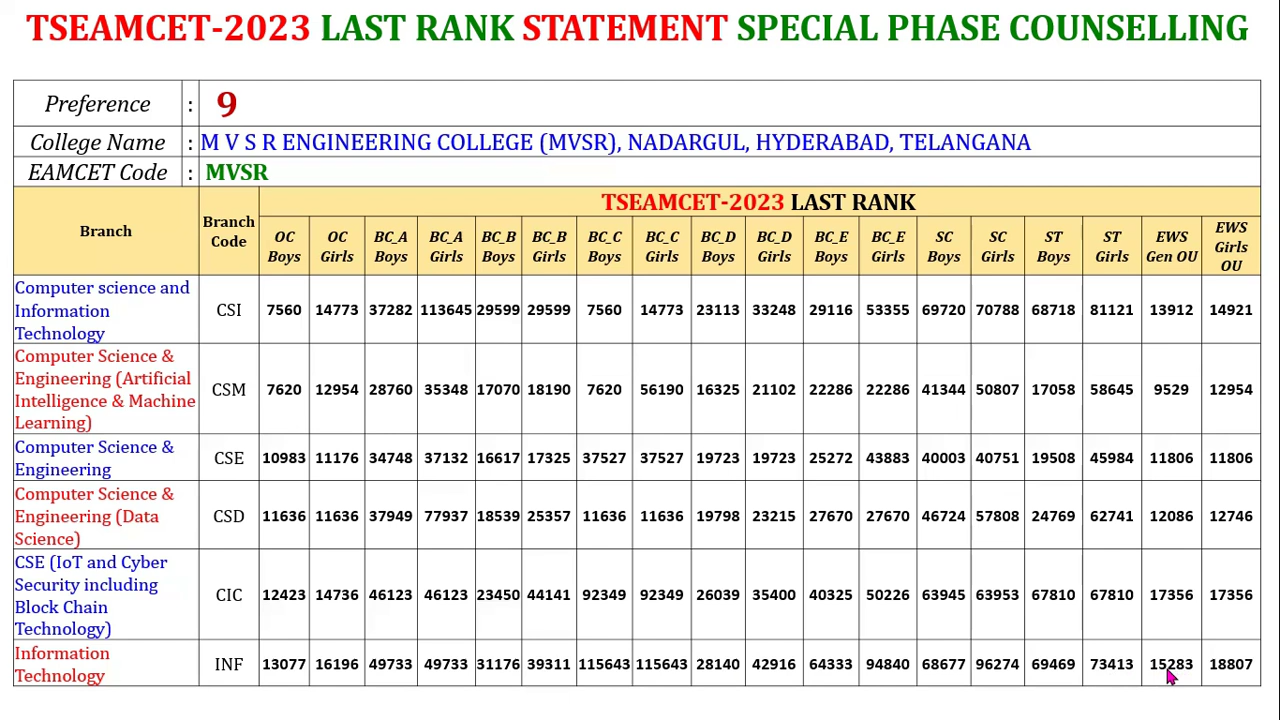 TSEAMCET-2023 LAST RANK STATEMENT SPECIAL PHASE COUNSELLING
Preference : 9
College Name : M V S R ENGINEERING COLLEGE (MVSR), NADARGUL, HYDERABAD, TELANGANA
EAMCET Code : MVSR
Branch Branch Code TSEAMCET-2023 LAST RANK
OC Boys OC Girls BC_A Boys BC_A Girls BC_B Boys BC_B Girls BC_C Boys BC_C Girls BC_D Boys BC_D Girls BC_E Boys BC_E Girls SC Boys SC Girls ST Boys ST Girls EWS Gen OU EWS Girls OU
Computer science and Information Technology CSI 7560 14773 37282 113645 29599 29599 7560 14773 23113 33248 29116 53355 69720 70788 68718 81121 13912 14921
Computer Science & Engineering (Artificial Intelligence & Machine Learning) CSM 7620 12954 28760 35348 17070 18190 7620 56190 16325 21102 22286 22286 41344 50807 17058 58645 9529 12954
Computer Science & Engineering CSE 10983 11176 34748 37132 16617 17325 37527 37527 19723 19723 25272 43883 40003 40751 19508 45984 11806 11806
Computer Science & Engineering (Data Science) CSD 11636 11636 37949 77937 18539 25357 11636 11636 19798 23215 27670 27670 46724 57808 24769 62741 12086 12746
CSE (IoT and Cyber Security including Block Chain Technology) CIC 12423 14736 46123 46123 23450 44141 92349 92349 26039 35400 40325 50226 63945 63953 67810 67810 17356 17356
Information Technology INF 13077 16196 49733 49733 31176 39311 115643 115643 28140 42916 64333 94840 68677 96274 69469 73413 15283 18807